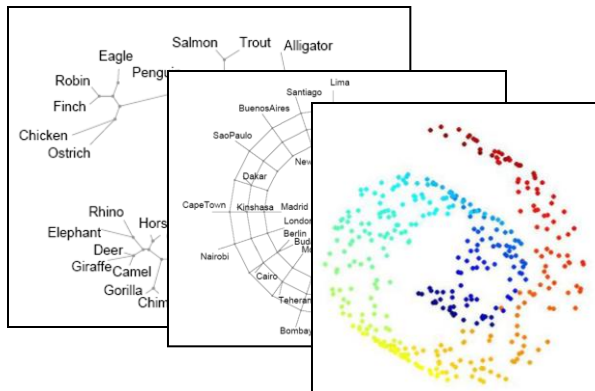 Salmon Trout Alligator
Eagle
Robin
Finch
Chicken
Ostrich
Rhino
Elephant
Deer
Giraffe
Camel
Gorilla
Lima
Santiago
BuenosAires
SaoPaulo
Dakar
CapeTown Kinshasa Madrid
Berlin
Nairobi
Cairo
Teheran
Bombay